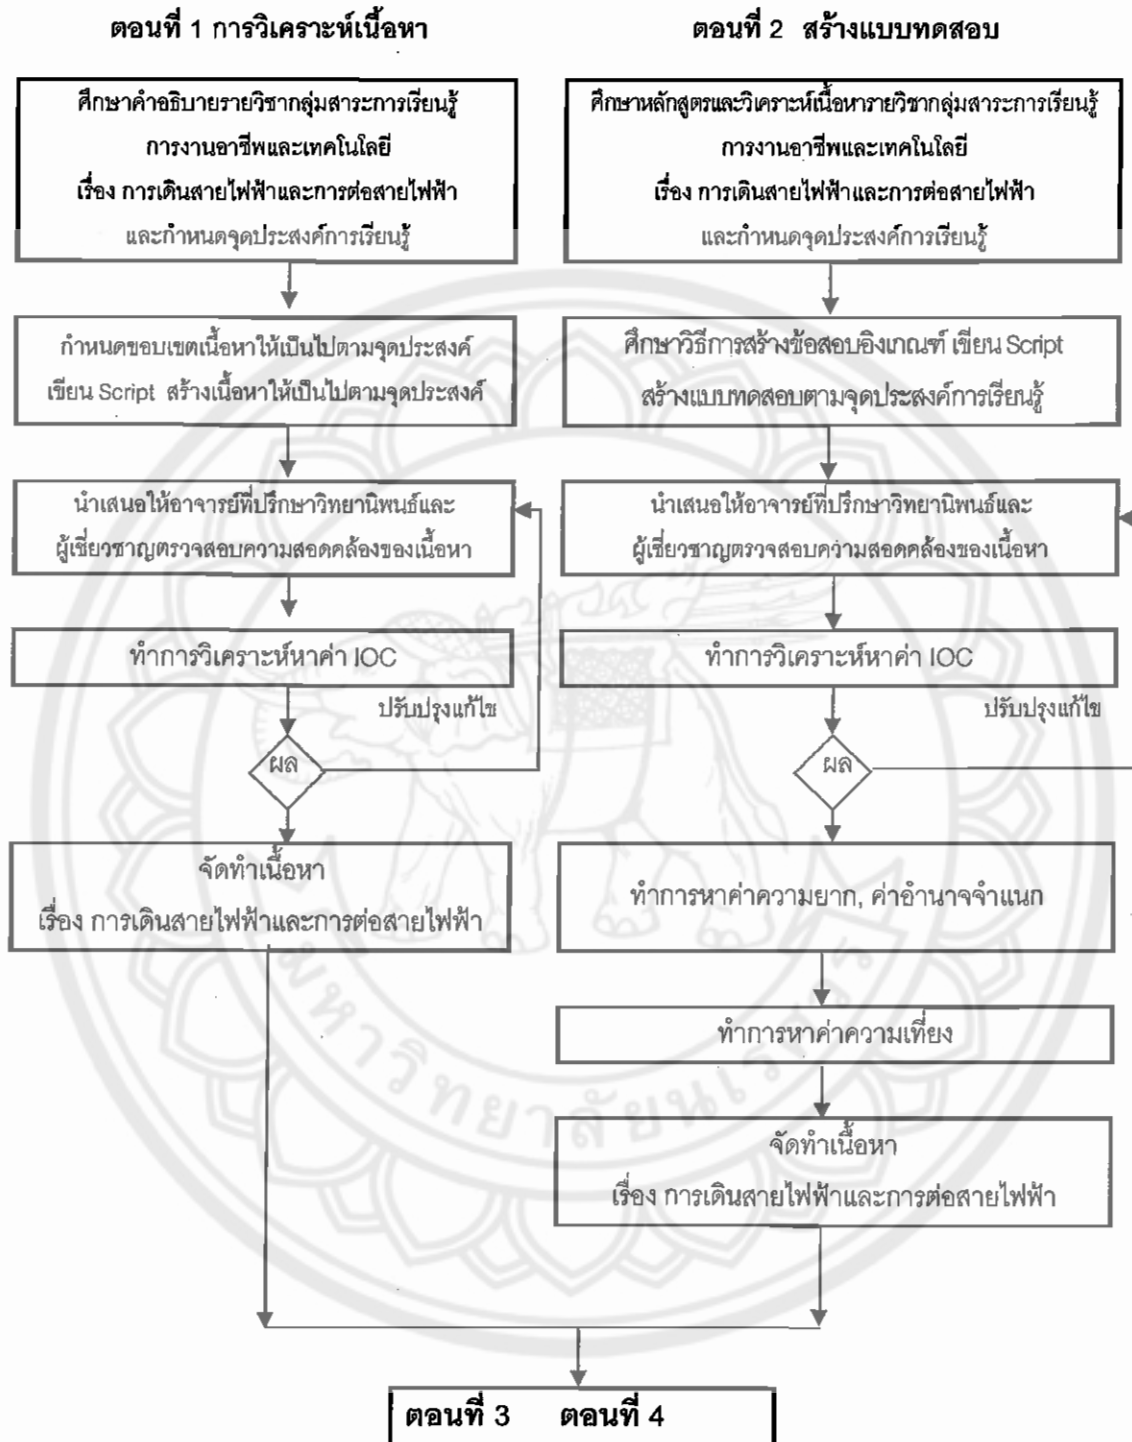 ตอนที่ 1 การวิเคราะห์เนื้อหา
ศึกษาคำอธิบายรายวิชากลุ่มสาระการเรียนรู้
การงานอาชีพและเทคโนโลยี
เรื่อง การเดินสายไฟฟ้าและการต่อสายไฟฟ้า
และกำหนดจุดประสงค์การเรียนรู้
กำหนดขอบเขตเนื้อหาให้เป็นไปตามจุดประสงค์
เขียน Script สร้างเนื้อหาให้เป็นไปตามจุดประสงค์
นำเสนอให้อาจารย์ที่ปรึกษาวิทยานิพนธ์และ
ผู้เชี่ยวชาญตรวจสอบความสอดคล้องของเนื้อหา
ทำการวิเคราะห์หาค่า IOC
ปรับปรุงแก้ไข
ผล
จัดทำเนื้อหา
เรื่อง การเดินสายไฟฟ้าและการต่อสายไฟฟ้า
ตอนที่ 2 สร้างแบบทดสอบ
ศึกษาหลักสูตรและวิเคราะห์เนื้อหารายวิชากลุ่มสาระการเรียนรู้
การงานอาชีพและเทคโนโลยี
เรื่อง การเดินสายไฟฟ้าและการต่อสายไฟฟ้า
และกำหนดจุดประสงค์การเรียนรู้
ศึกษาวิธีการสร้างข้อสอบอิงเกณฑ์ เขียน Script
สร้างแบบทดสอบตามจุดประสงค์การเรียนรู้
นำเสนอให้อาจารย์ที่ปรึกษาวิทยานิพนธ์และ
ผู้เชี่ยวชาญตรวจสอบความสอดคล้องของเนื้อหา
ทำการวิเคราะห์หาค่า IOC
ปรับปรุงแก้ไข
ผล
ทำการหาค่าความยาก, ค่าอำนาจจำแนก
ทำการหาค่าความเที่ยง
จัดทำเนื้อหา
เรื่อง การเดินสายไฟฟ้าและการต่อสายไฟฟ้า
ตอนที่ 3 ตอนที่ 4
มหาวิทยาลัยนเรศวร